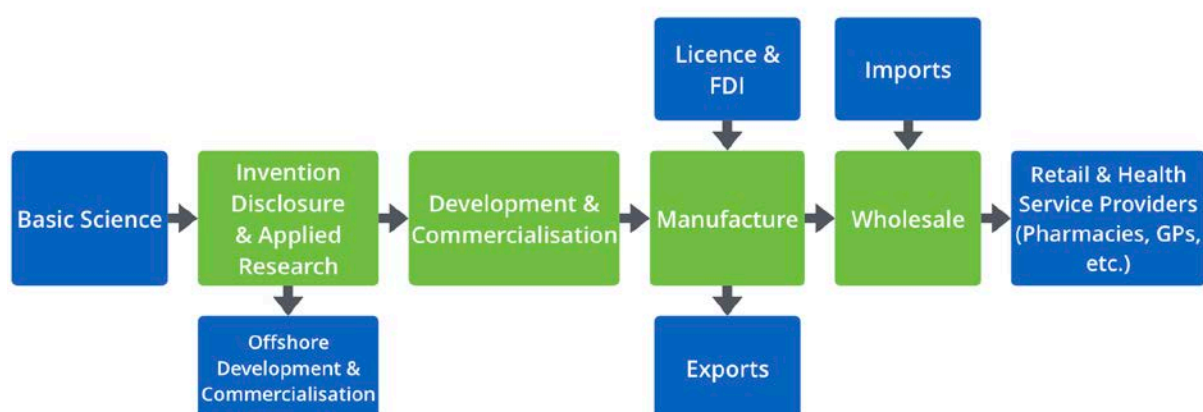 Licence &
FDI
Imports
Basic Science
Invention
Disclosure
& Applied
Research
Development &
Commercialisation
Manufacture
Wholesale
Retail & Health
Service Providers
(Pharmacies, GPs,
etc.)
Offshore
Development &
Commercialisation
Exports